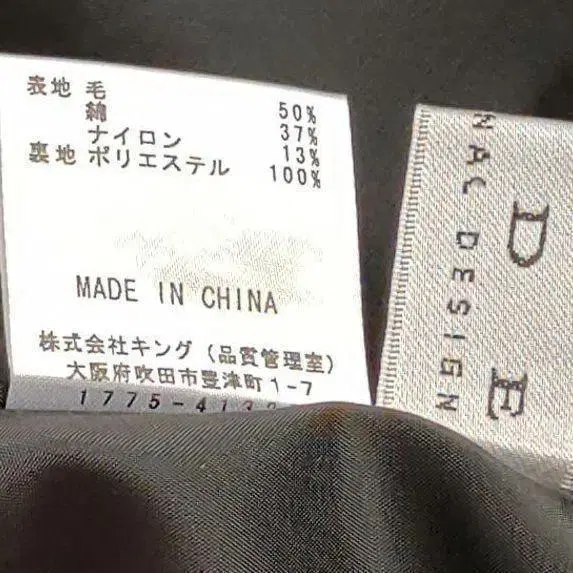 表地 毛 50%
綿 37%
ナイロン 13%
裏地 ポリエステル 100%
MADE IN CHINA
株式会社キング(品質管理室)
大阪府吹田市豊津町1-7
NAL DESIGN
D E